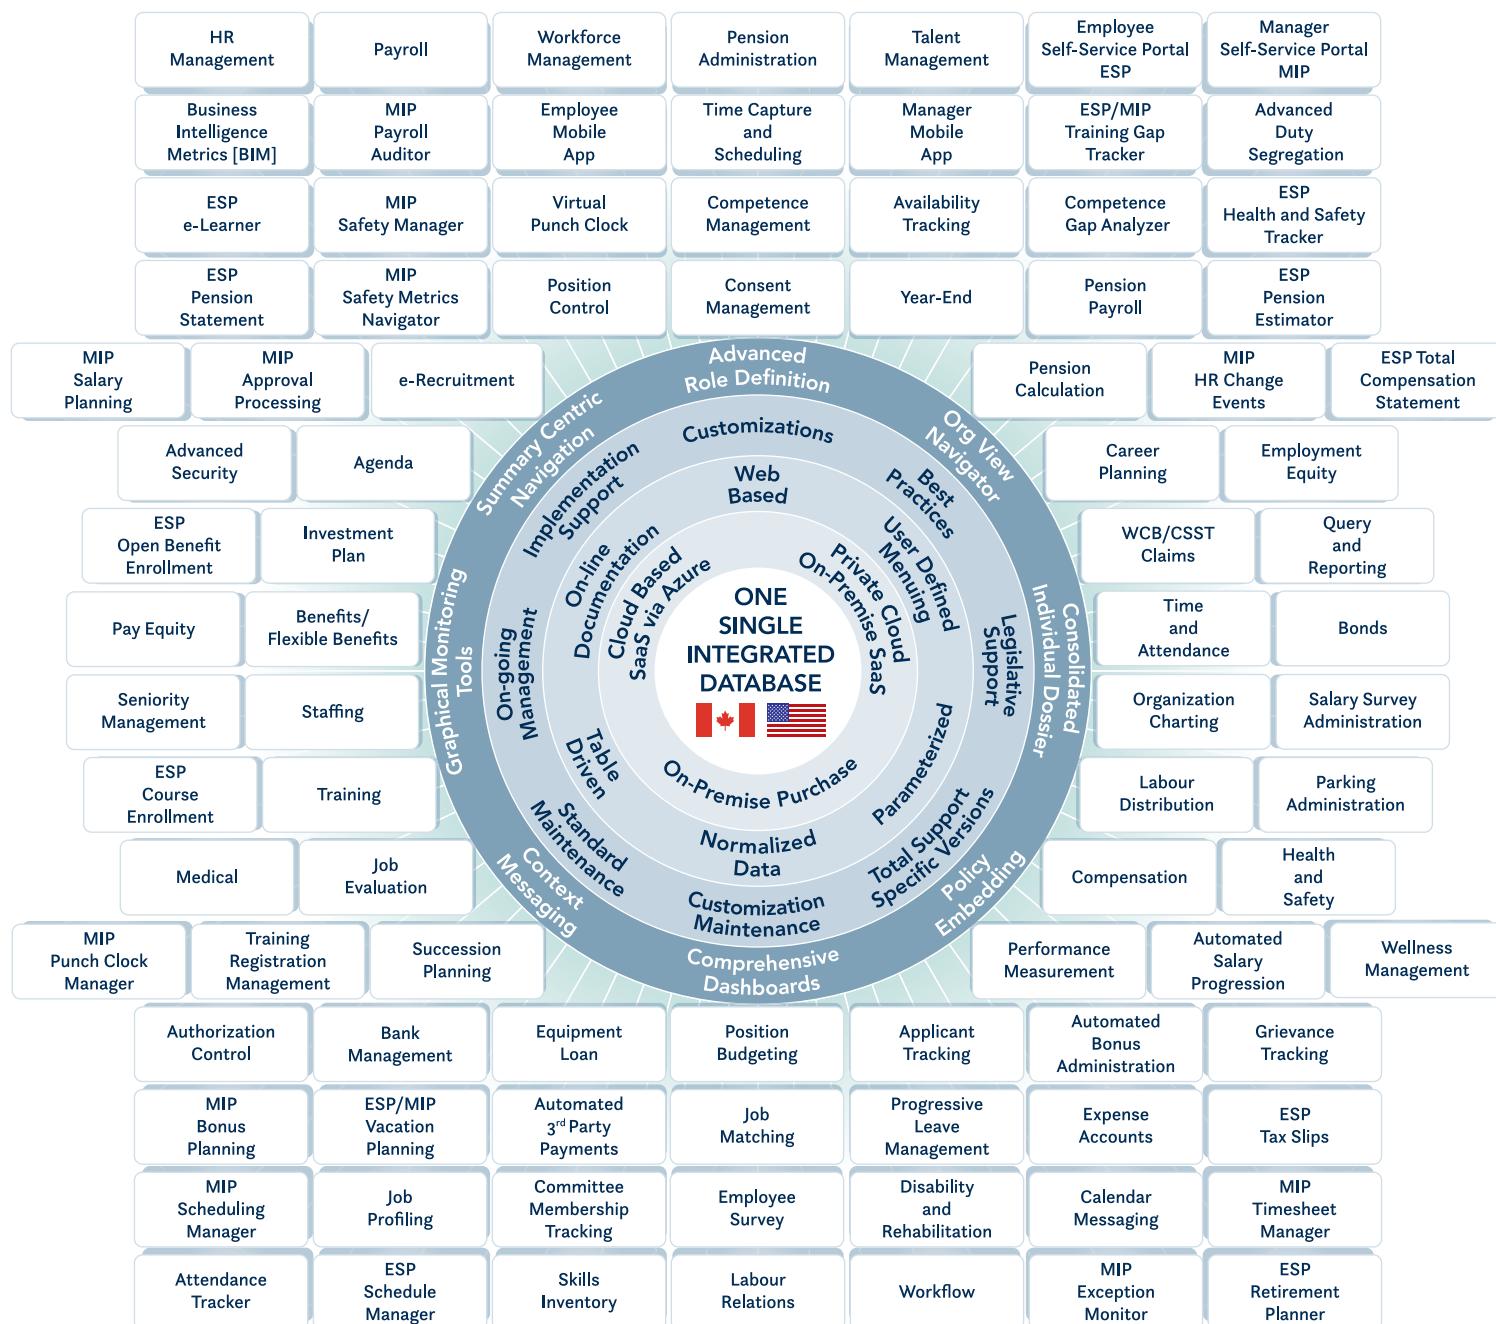 HR
Management
Payroll
Workforce
Management
Pension
Administration
Talent
Management
Employee
Self-Service Portal
ESP
Manager
Self-Service Portal
MIP
Business
Intelligence
Metrics [BIM]
MIP
Payroll
Auditor
Employee
Mobile
App
Time Capture
and
Scheduling
Manager
Mobile
App
ESP/MIP
Training Gap
Tracker
Advanced
Duty
Segregation
ESP
e-Learner
MIP
Safety Manager
Virtual
Punch Clock
Competence
Management
Availability
Tracking
Competence
Gap Analyzer
ESP
Health and Safety
Tracker
ESP
Pension
Statement
MIP
Safety Metrics
Navigator
Position
Control
Consent
Management
Year-End
Pension
Payroll
ESP
Pension
Estimator
MIP
Salary
Planning
MIP
Approval
Processing
e-Recruitment
Pension
Calculation
MIP
HR Change
Events
ESP Total
Compensation
Statement
Advanced
Security
Agenda
Career
Planning
Employment
Equity
ESP
Open Benefit
Enrollment
Investment
Plan
WCB/CSST
Claims
Query
and
Reporting
Pay Equity
Benefits/
Flexible Benefits
Time
and
Attendance
Bonds
Seniority
Management
Staffing
Organization
Charting
Salary Survey
Administration
ESP
Course
Enrollment
Training
Labour
Distribution
Parking
Administration
Medical
Job
Evaluation
Compensation
Health
and
Safety
MIP
Punch Clock
Manager
Training
Registration
Management
Succession
Planning
Performance
Measurement
Automated
Salary
Progression
Wellness
Management
Advanced
Role Definition
Org View
Navigator
Consolidated
Individual Dossier
Policy
Embedding
Comprehensive
Dashboards
Context
Messaging
Graphical Monitoring
Tools
Summary Centric
Navigation
Customizations
Best
Practices
Legislative
Support
Total Support
Specific Versions
Customization
Maintenance
Standard
Maintenance
On-going
Management
Implementation
Support
Web
Based
User Defined
Menuing
Parameterized
Normalized
Data
Table
Driven
On-line
Documentation
Cloud Based
SaaS via Azure
Private Cloud
On-Premise SaaS
On-Premise Purchase
ONE
SINGLE
INTEGRATED
DATABASE
Authorization
Control
Bank
Management
Equipment
Loan
Position
Budgeting
Applicant
Tracking
Automated
Bonus
Administration
Grievance
Tracking
MIP
Bonus
Planning
ESP/MIP
Vacation
Planning
Automated
3rd Party
Payments
Job
Matching
Progressive
Leave
Management
Expense
Accounts
ESP
Tax Slips
MIP
Scheduling
Manager
Job
Profiling
Committee
Membership
Tracking
Employee
Survey
Disability
and
Rehabilitation
Calendar
Messaging
MIP
Timesheet
Manager
Attendance
Tracker
ESP
Schedule
Manager
Skills
Inventory
Labour
Relations
Workflow
MIP
Exception
Monitor
ESP
Retirement
Planner